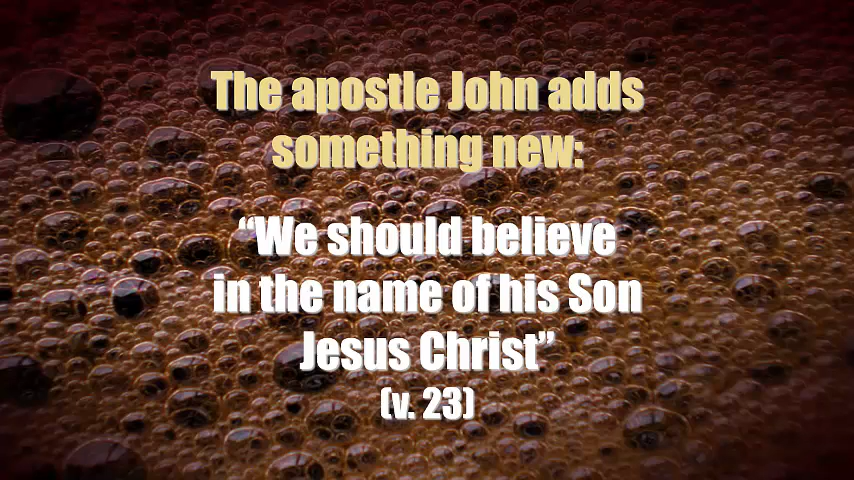 The apostle John adds
something new:
“We should believe
in the name of his Son
Jesus Christ”
(v. 23)